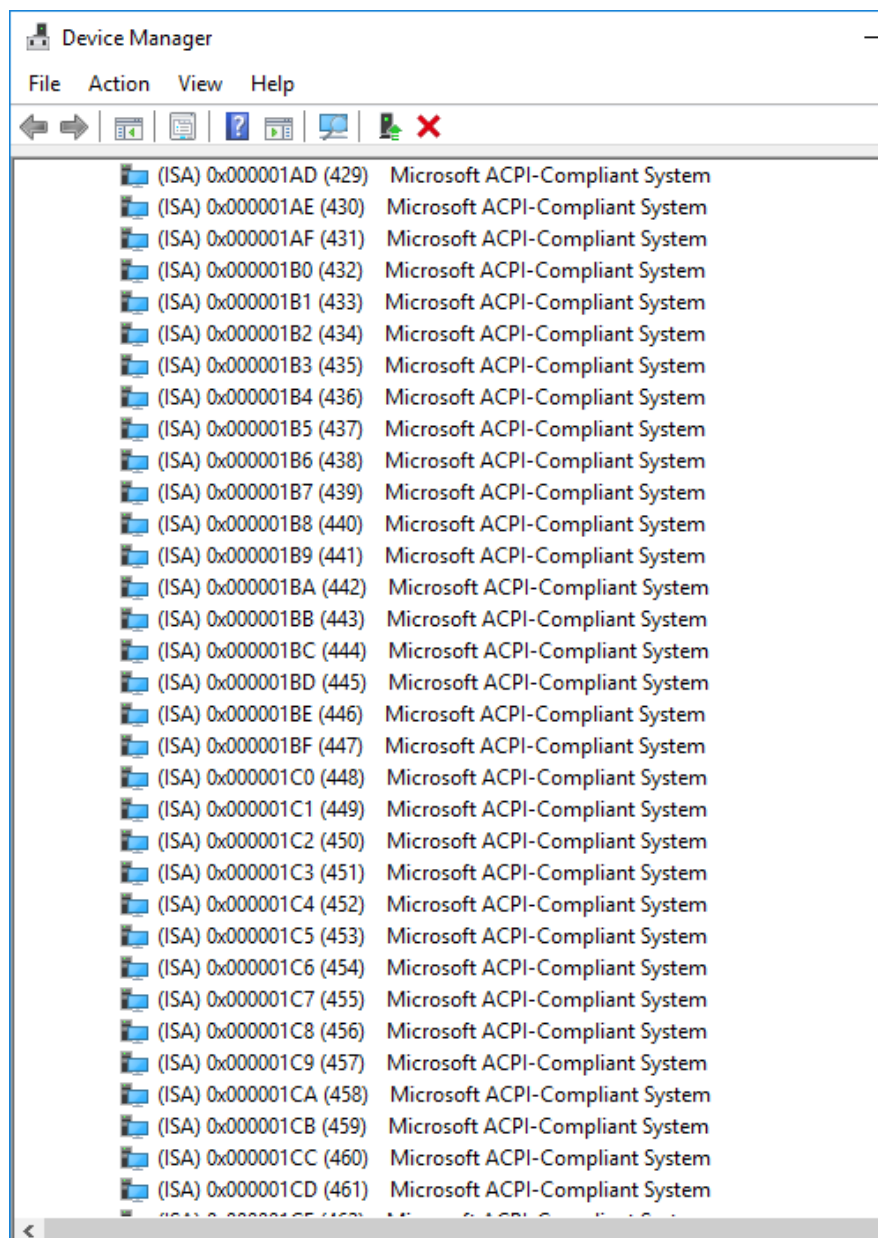 Device Manager
File Action View Help
(ISA) 0x000001AD (429) Microsoft ACPI-Compliant System
(ISA) 0x000001AE (430) Microsoft ACPI-Compliant System
(ISA) 0x000001AF (431) Microsoft ACPI-Compliant System
(ISA) 0x000001B0 (432) Microsoft ACPI-Compliant System
(ISA) 0x000001B1 (433) Microsoft ACPI-Compliant System
(ISA) 0x000001B2 (434) Microsoft ACPI-Compliant System
(ISA) 0x000001B3 (435) Microsoft ACPI-Compliant System
(ISA) 0x000001B4 (436) Microsoft ACPI-Compliant System
(ISA) 0x000001B5 (437) Microsoft ACPI-Compliant System
(ISA) 0x000001B6 (438) Microsoft ACPI-Compliant System
(ISA) 0x000001B7 (439) Microsoft ACPI-Compliant System
(ISA) 0x000001B8 (440) Microsoft ACPI-Compliant System
(ISA) 0x000001B9 (441) Microsoft ACPI-Compliant System
(ISA) 0x000001BA (442) Microsoft ACPI-Compliant System
(ISA) 0x000001BB (443) Microsoft ACPI-Compliant System
(ISA) 0x000001BC (444) Microsoft ACPI-Compliant System
(ISA) 0x000001BD (445) Microsoft ACPI-Compliant System
(ISA) 0x000001BE (446) Microsoft ACPI-Compliant System
(ISA) 0x000001BF (447) Microsoft ACPI-Compliant System
(ISA) 0x000001C0 (448) Microsoft ACPI-Compliant System
(ISA) 0x000001C1 (449) Microsoft ACPI-Compliant System
(ISA) 0x000001C2 (450) Microsoft ACPI-Compliant System
(ISA) 0x000001C3 (451) Microsoft ACPI-Compliant System
(ISA) 0x000001C4 (452) Microsoft ACPI-Compliant System
(ISA) 0x000001C5 (453) Microsoft ACPI-Compliant System
(ISA) 0x000001C6 (454) Microsoft ACPI-Compliant System
(ISA) 0x000001C7 (455) Microsoft ACPI-Compliant System
(ISA) 0x000001C8 (456) Microsoft ACPI-Compliant System
(ISA) 0x000001C9 (457) Microsoft ACPI-Compliant System
(ISA) 0x000001CA (458) Microsoft ACPI-Compliant System
(ISA) 0x000001CB (459) Microsoft ACPI-Compliant System
(ISA) 0x000001CC (460) Microsoft ACPI-Compliant System
(ISA) 0x000001CD (461) Microsoft ACPI-Compliant System